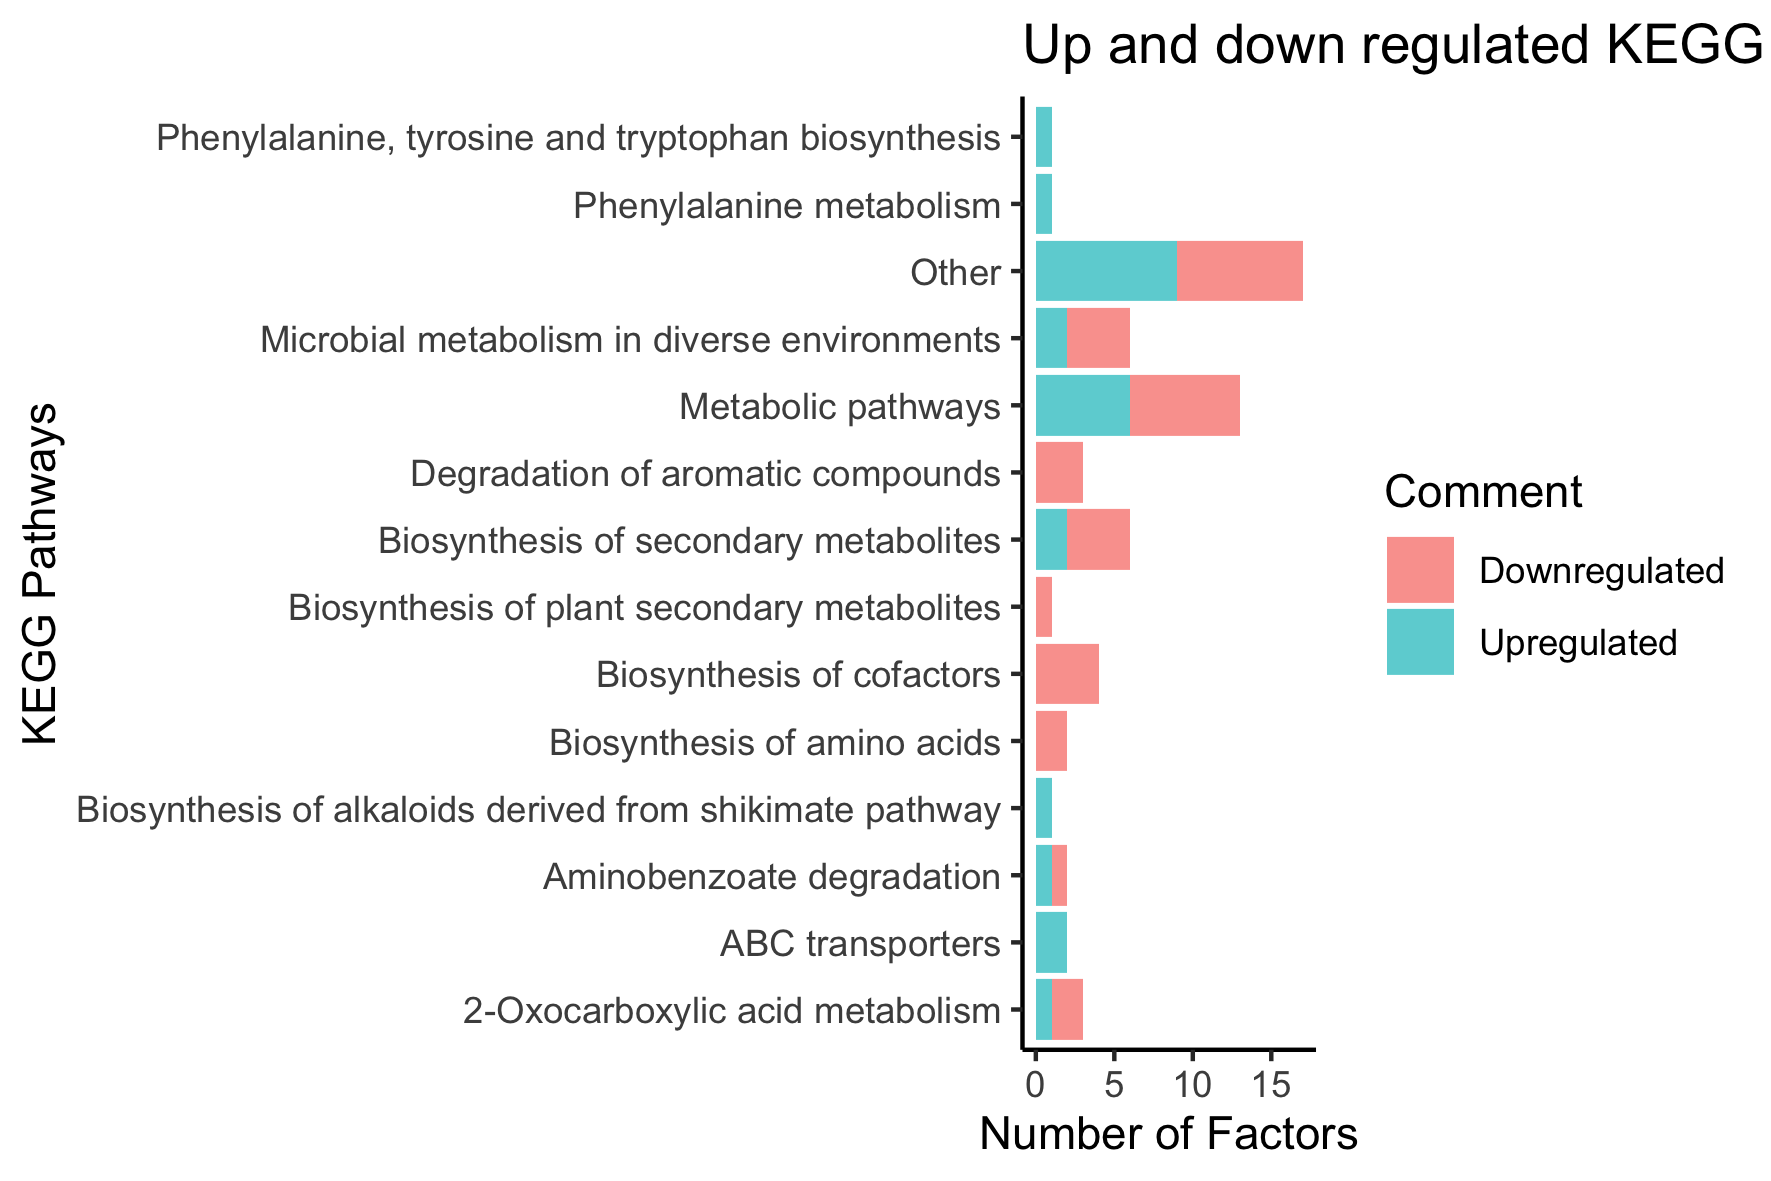 Up and down regulated KEGG
KEGG Pathways
Phenylalanine, tyrosine and tryptophan biosynthesis
Phenylalanine metabolism
Other
Microbial metabolism in diverse environments
Metabolic pathways
Degradation of aromatic compounds
Biosynthesis of secondary metabolites
Biosynthesis of plant secondary metabolites
Biosynthesis of cofactors
Biosynthesis of amino acids
Biosynthesis of alkaloids derived from shikimate pathway
Aminobenzoate degradation
ABC transporters
2-Oxocarboxylic acid metabolism
0 5 10 15
Number of Factors
Comment
Downregulated
Upregulated